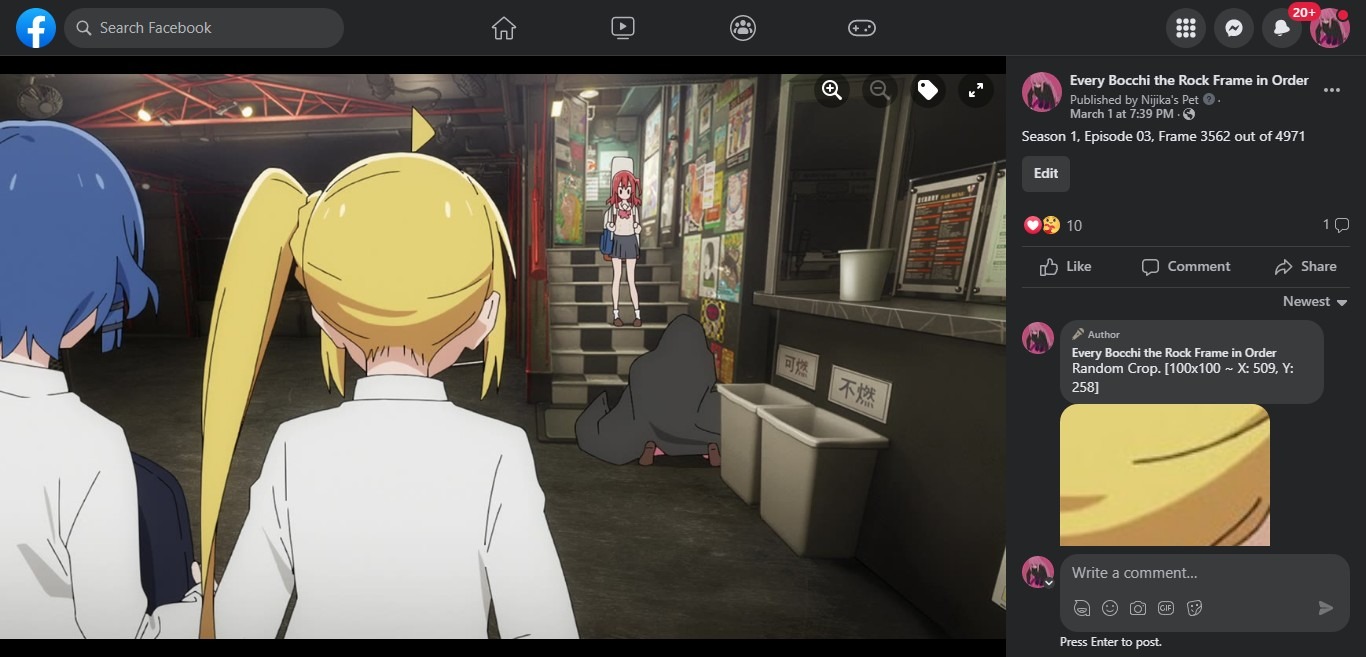 Search Facebook
20+
Every Bocchi the Rock Frame in Order
Published by Nijika's Pet ·
March 1 at 7:39 PM ·
Season 1, Episode 03, Frame 3562 out of 4971
Edit
10
1
Like
Comment
Share
Newest
Author
Every Bocchi the Rock Frame in Order
Random Crop. [100x100 ~ X: 509, Y:
258]
Write a comment...
GIF
Press Enter to post.
STARRY
可燃
不燃